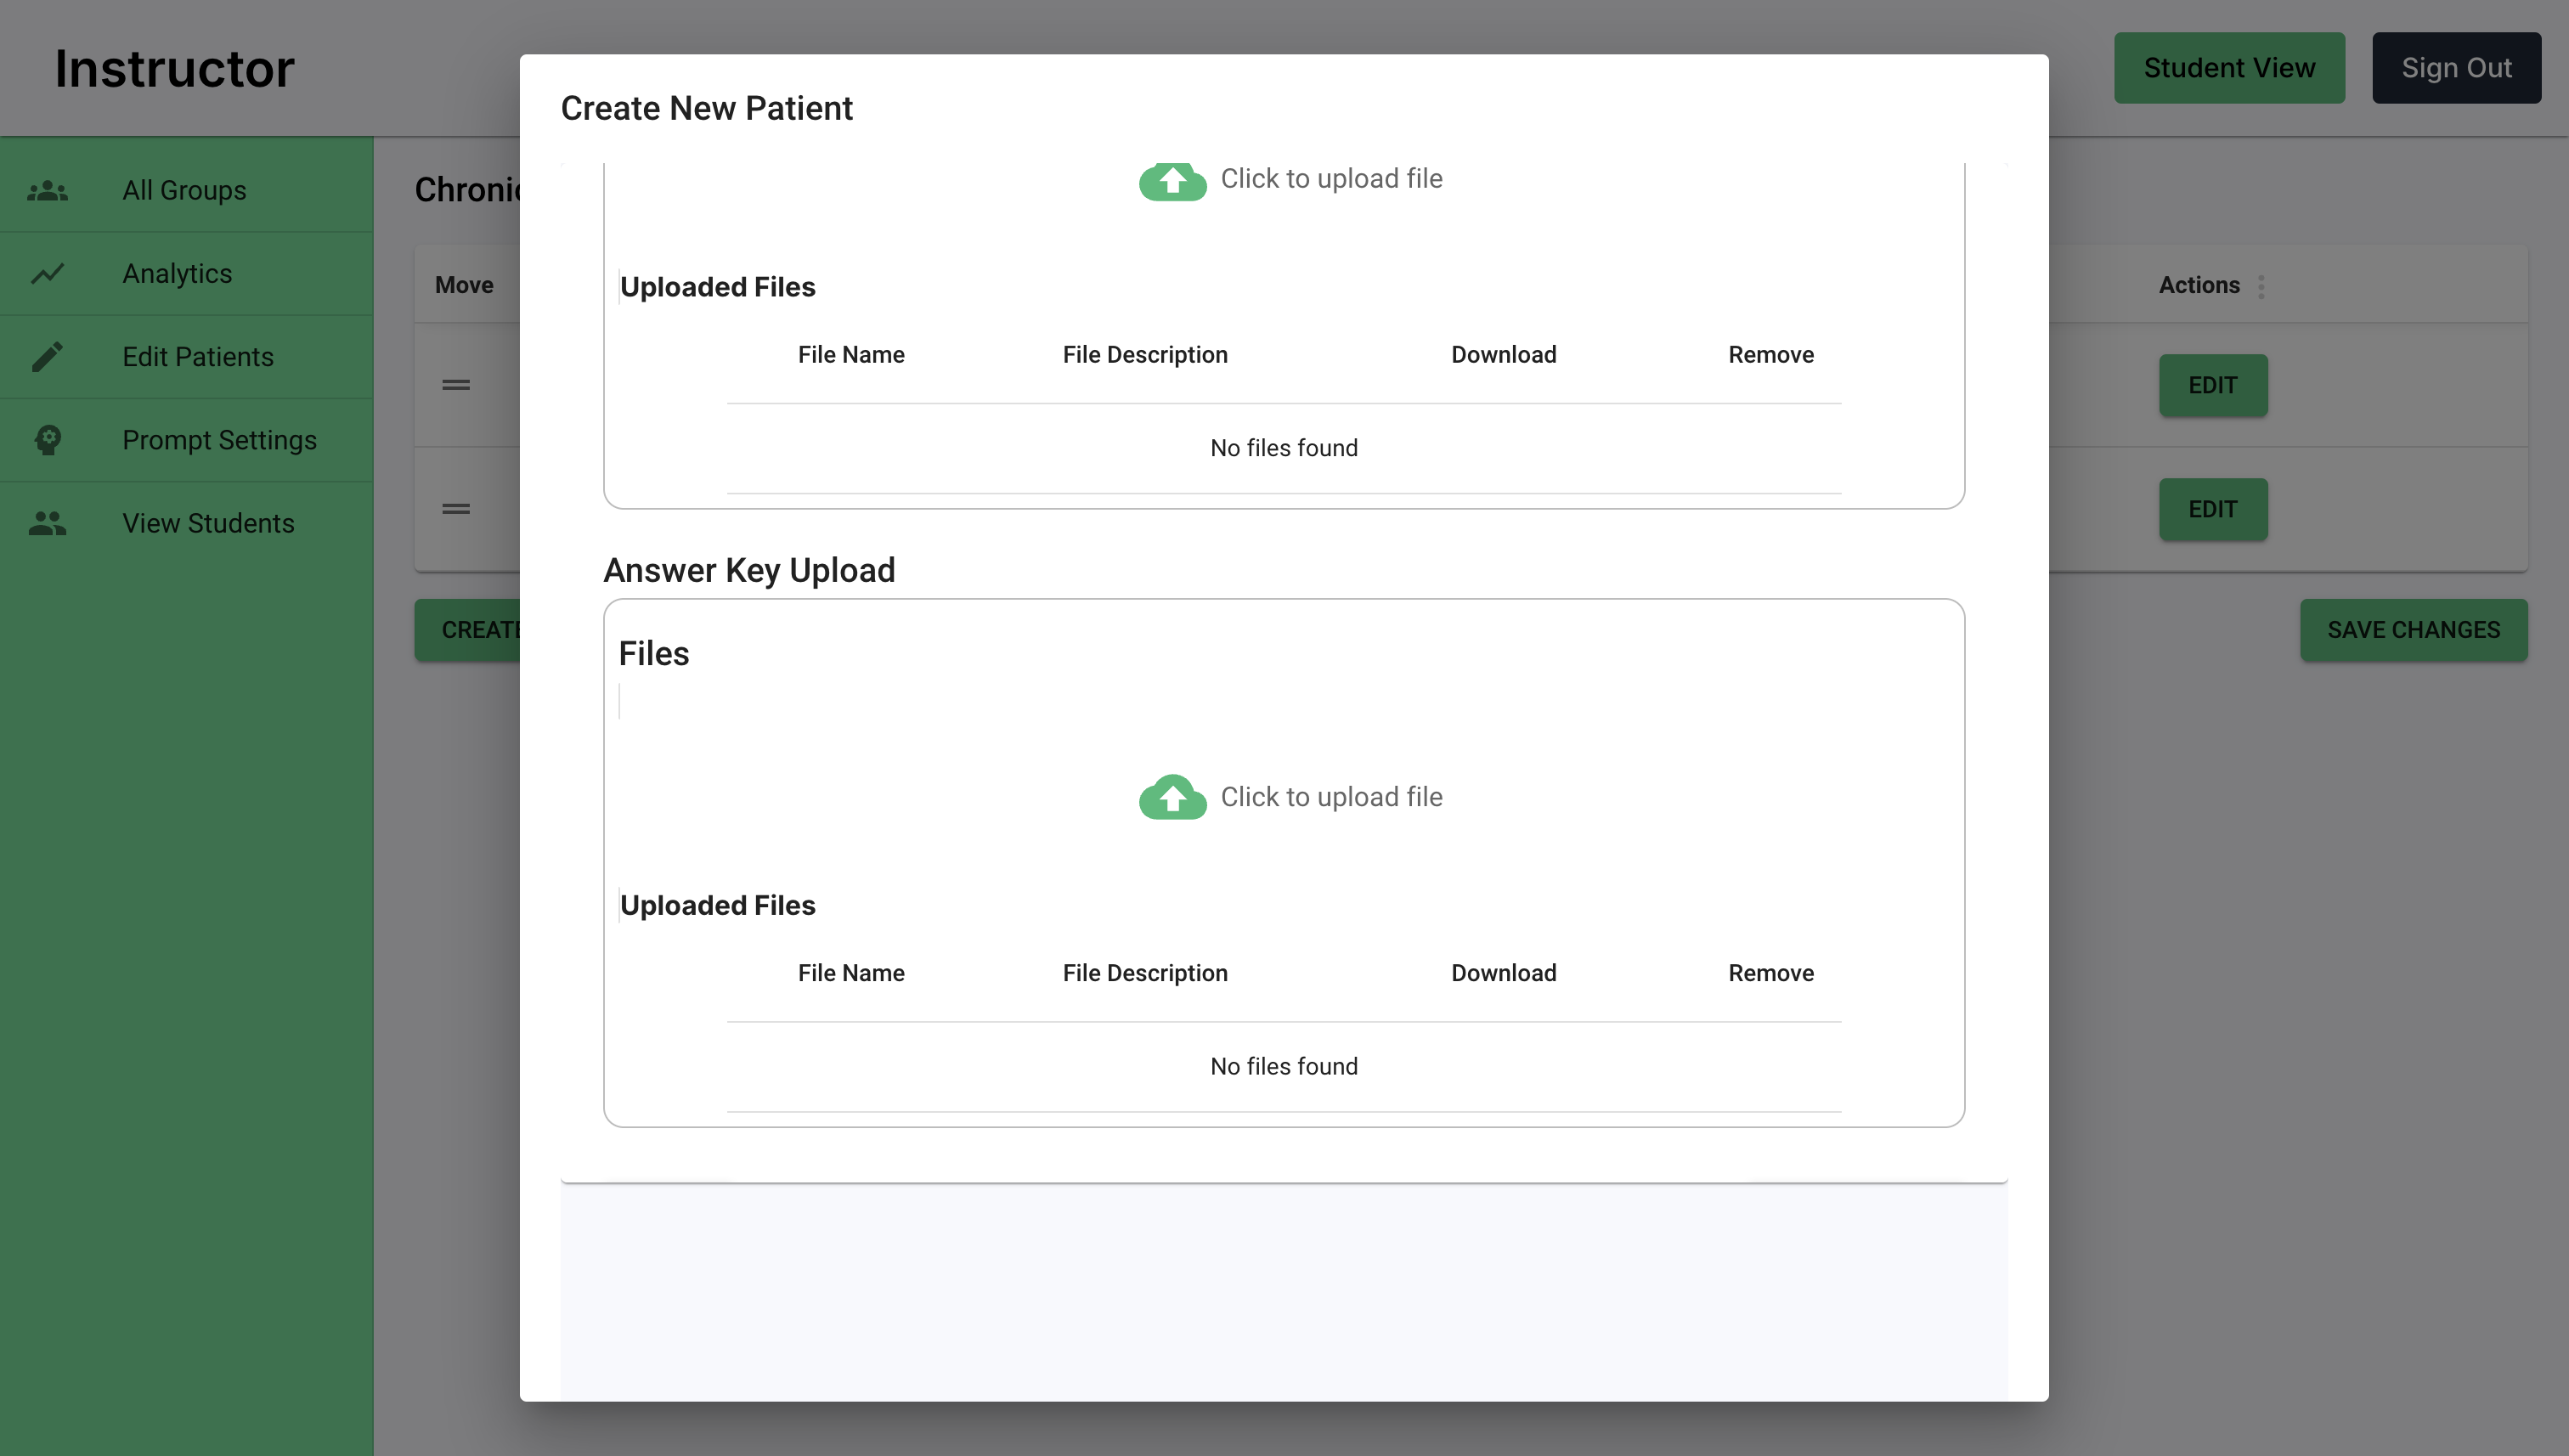 Instructor
Student View
Sign Out
All Groups
Analytics
Edit Patients
Prompt Settings
View Students
Move
Actions
EDIT
EDIT
SAVE CHANGES
Create New Patient
Click to upload file
Uploaded Files
File Name File Description Download Remove
No files found
Answer Key Upload
Files
Click to upload file
Uploaded Files
File Name File Description Download Remove
No files found